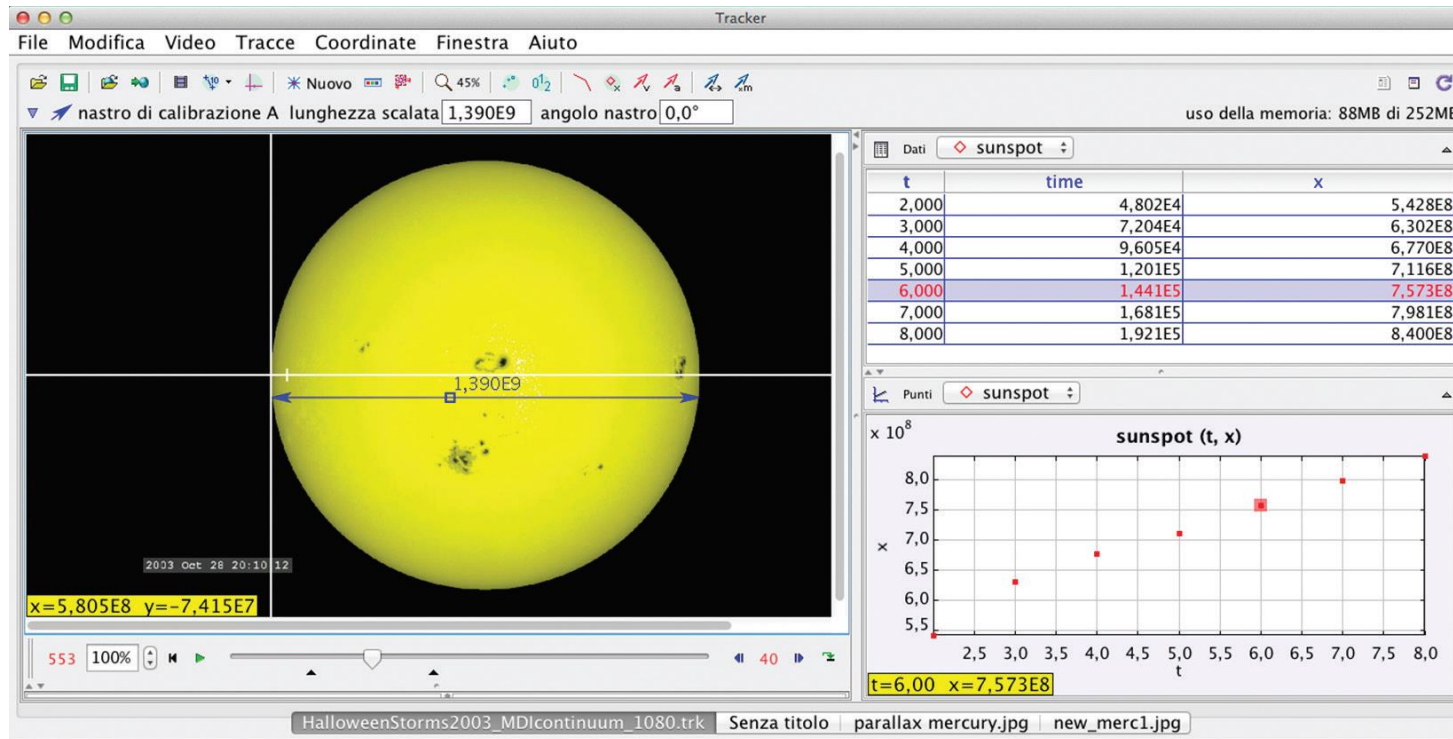 Tracker
File Modifica Video Tracce Coordinate Finestra Aiuto
Nuovo 45%
nastro di calibrazione A lunghezza scalata 1,390E9 angolo nastro 0,0° uso della memoria: 88MB di 252MB
Dati sunspot
t time x
2,000 4,802E4 5,428E8
3,000 7,204E4 6,302E8
4,000 9,605E4 6,770E8
5,000 1,201E5 7,116E8
6,000 1,441E5 7,573E8
7,000 1,681E5 7,981E8
8,000 1,921E5 8,400E8
1,390E9
2003 Oct 28 20:10:12
x=5,805E8 y=-7,415E7
553 100% 40
Punti sunspot
x 10⁸
sunspot (t, x)
8,0
7,5
7,0
6,5
6,0
5,5
x
2,5 3,0 3,5 4,0 4,5 5,0 5,5 6,0 6,5 7,0 7,5 8,0
t
t=6,00 x=7,573E8
HalloweenStorms2003_MDIcontinuum_1080.trk Senza titolo parallax mercury.jpg new_merc1.jpg